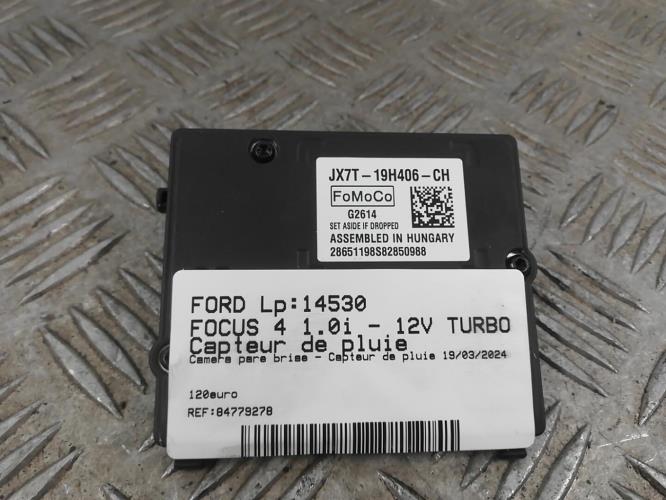 JX7T-19H406-CH
FoMoCo
G2614
SET ASIDE IF DROPPED
ASSEMBLED IN HUNGARY
28651198S82850988
FORD Lp:14530
FOCUS 4 1.0i - 12V TURBO
Capteur de pluie
Camera pare brise - Capteur de pluie 19/03/2024
120euro
REF:84779278